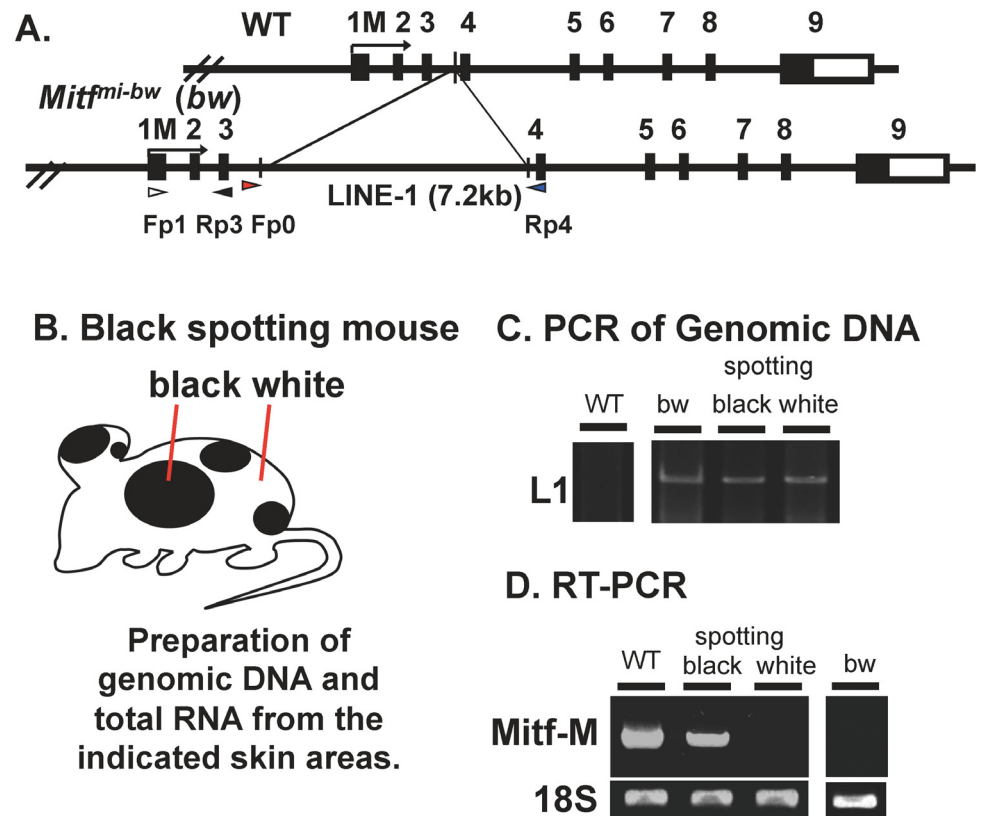 A.
WT
1M 2 3 4 5 6 7 8 9
Mitfmi-bw (bw)
1M 2 3 4 5 6 7 8 9
LINE-1 (7.2kb)
Fp1 Rp3 Fp0 Rp4
B. Black spotting mouse
black white
Preparation of
genomic DNA and
total RNA from the
indicated skin areas.
C. PCR of Genomic DNA
spotting
WT bw black white
L1
D. RT-PCR
spotting
WT black white bw
Mitf-M
18S